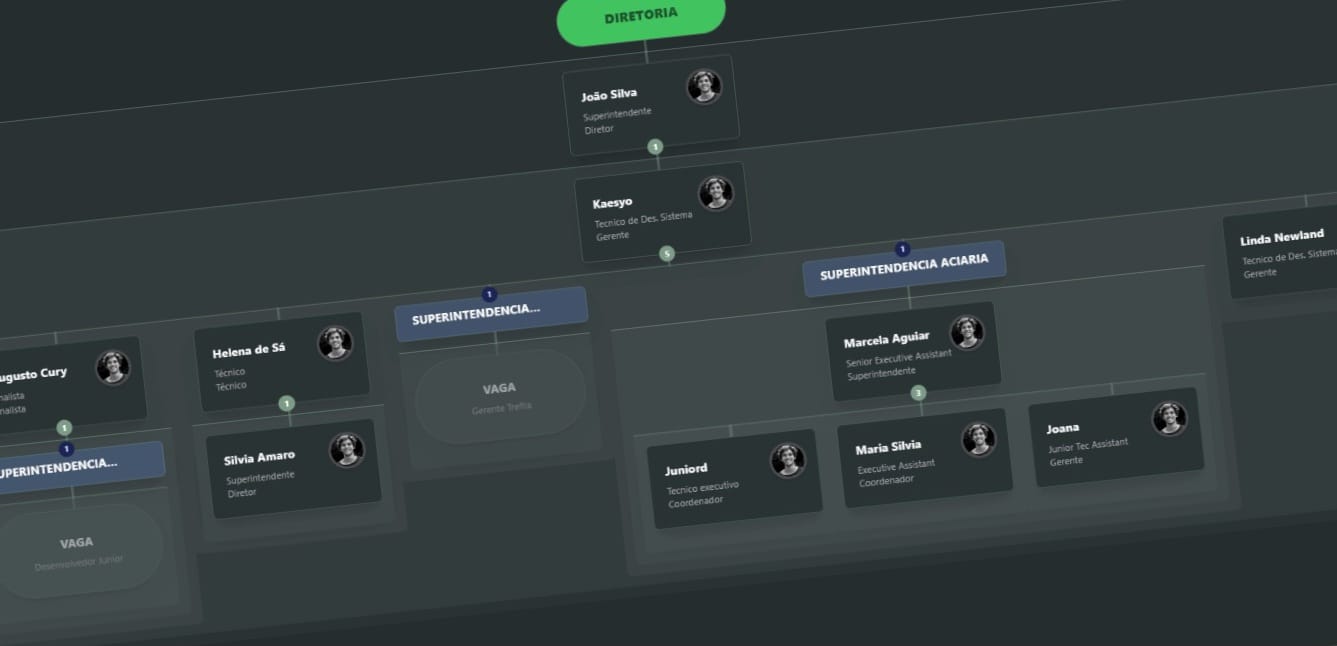 DIRETORIA
João Silva
Superintendente
Diretor
1
Kaesyo
Tecnico de Des. Sistema
Gerente
5
ugusto Cury
nalista
nalista
1
1
UPERINTENDENCIA...
VAGA
Desenvolvedor Junior
Helena de Sá
Técnico
Técnico
1
Silvia Amaro
Superintendente
Diretor
1
SUPERINTENDENCIA...
VAGA
Gerente Trefila
1
SUPERINTENDENCIA ACIARIA
Marcela Aguiar
Senior Executive Assistant
Superintendente
3
Juniord
Tecnico executivo
Coordenador
Maria Silvia
Executive Assistant
Coordenador
Joana
Junior Tec Assistant
Gerente
Linda Newland
Tecnico de Des. Sistema
Gerente